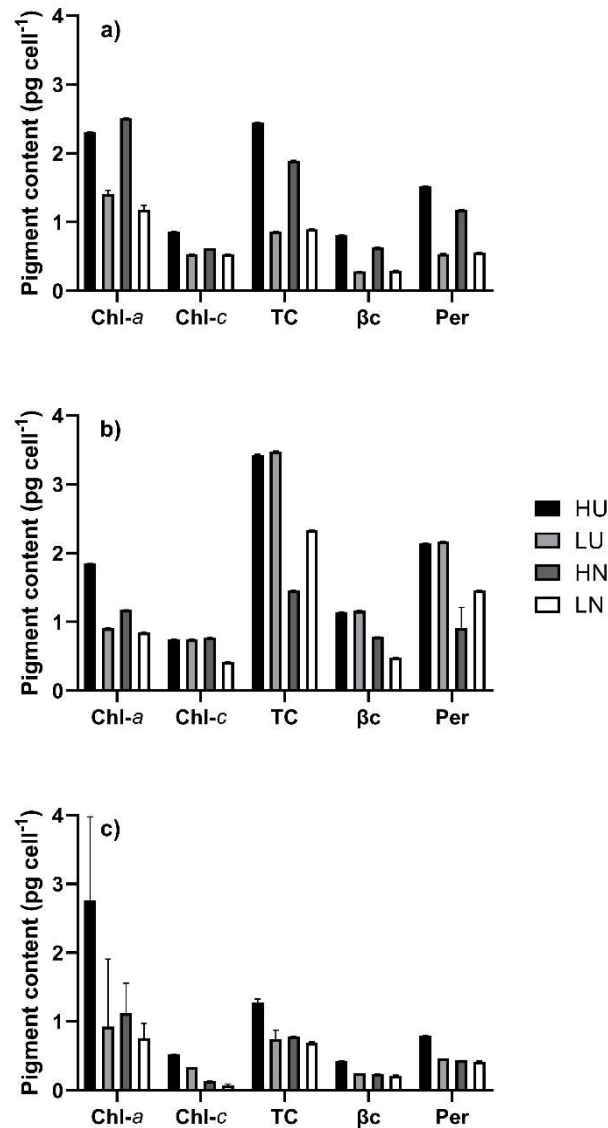 a)
Pigment content (pg cell⁻¹)
4
3
2
1
0
Chl-a Chl-c TC βc Per
b)
Pigment content (pg cell⁻¹)
4
3
2
1
0
Chl-a Chl-c TC βc Per
HU
LU
HN
LN
c)
Pigment content (pg cell⁻¹)
4
3
2
1
0
Chl-a Chl-c TC βc Per